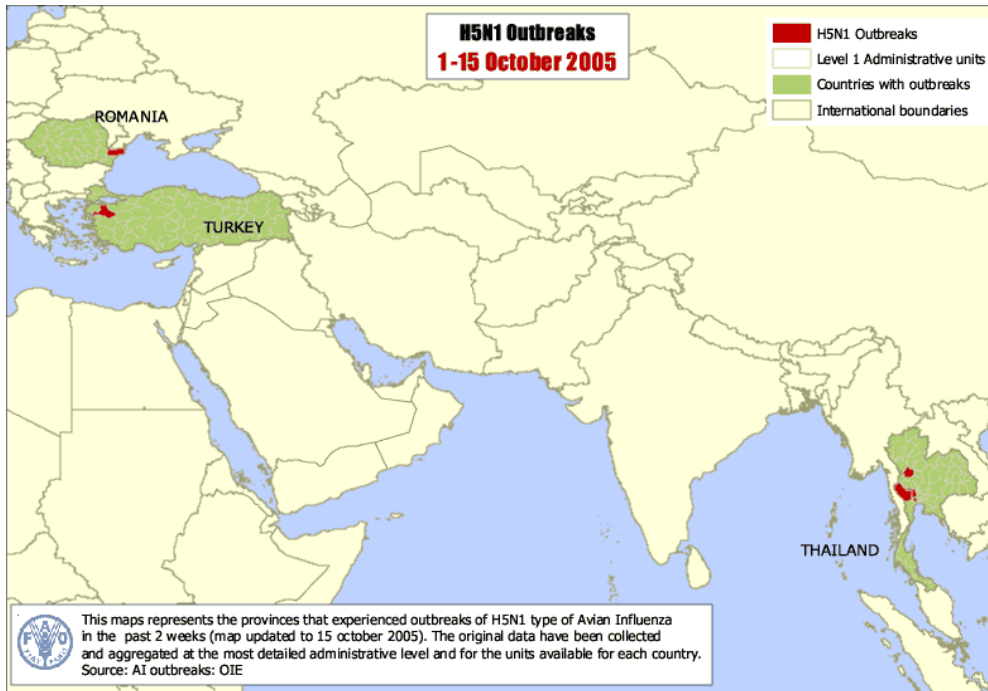 H5N1 Outbreaks
1-15 October 2005
H5N1 Outbreaks
Level 1 Administrative units
Countries with outbreaks
International boundaries
ROMANIA
TURKEY
THAILAND
This maps represents the provinces that experienced outbreaks of H5N1 type of Avian Influenza
in the past 2 weeks (map updated to 15 october 2005). The original data have been collected
and aggregated at the most detailed administrative level and for the units available for each country.
Source: AI outbreaks: OIE
F A O
FIAT PANIS